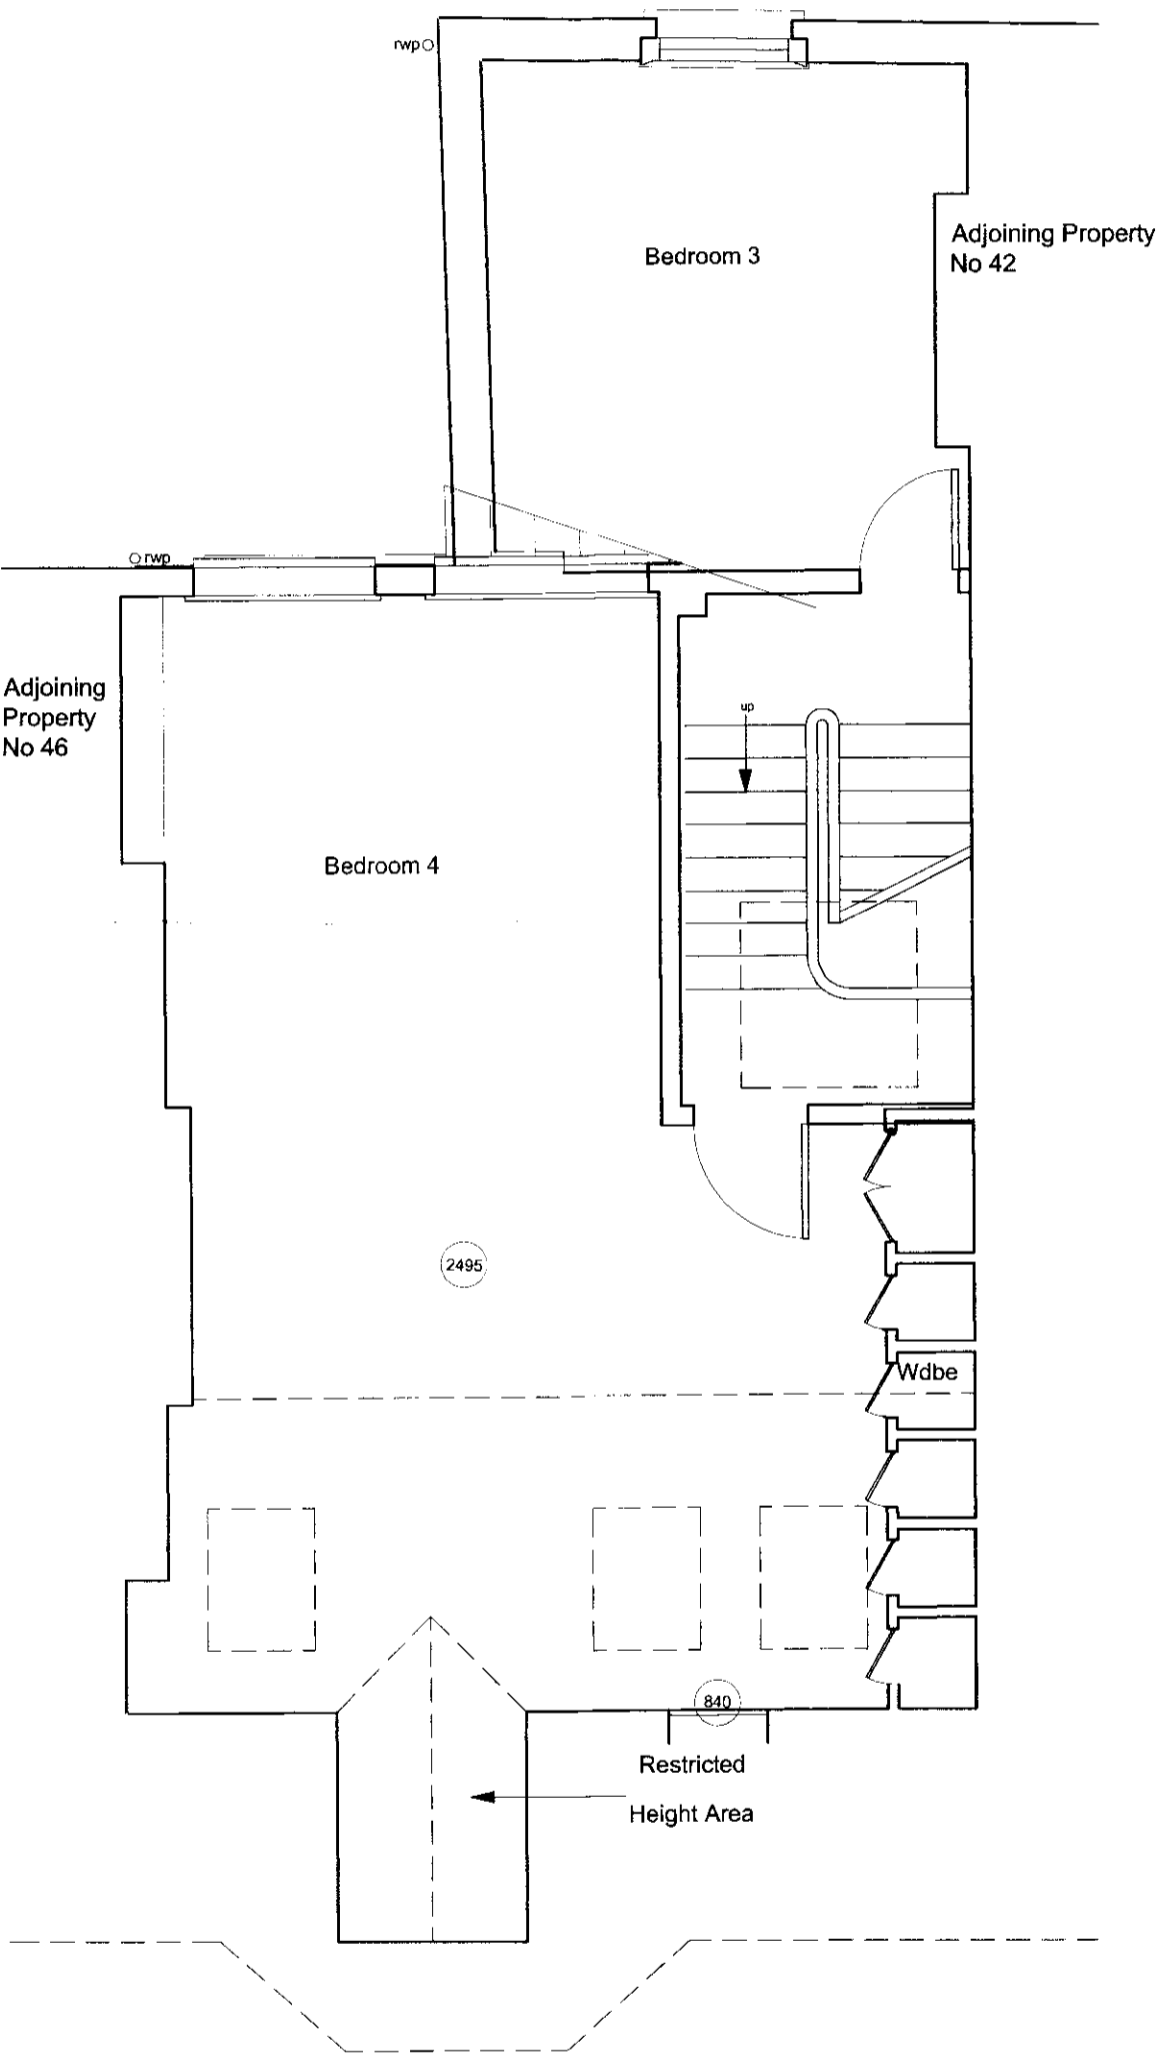 rwp
Bedroom 3
Adjoining Property
No 42
rwp
Adjoining
Property
No 46
up
Bedroom 4
2495
Wdbe
840
Restricted
Height Area